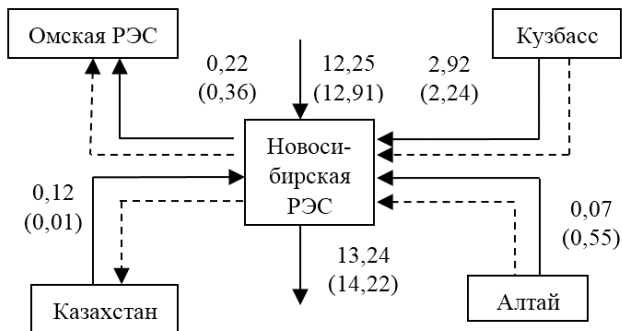 Омская РЭС
Кузбасс
0,22
(0,36)
12,25
(12,91)
2,92
(2,24)
Новоси-
бирская
РЭС
0,12
(0,01)
0,07
(0,55)
13,24
(14,22)
Казахстан
Алтай